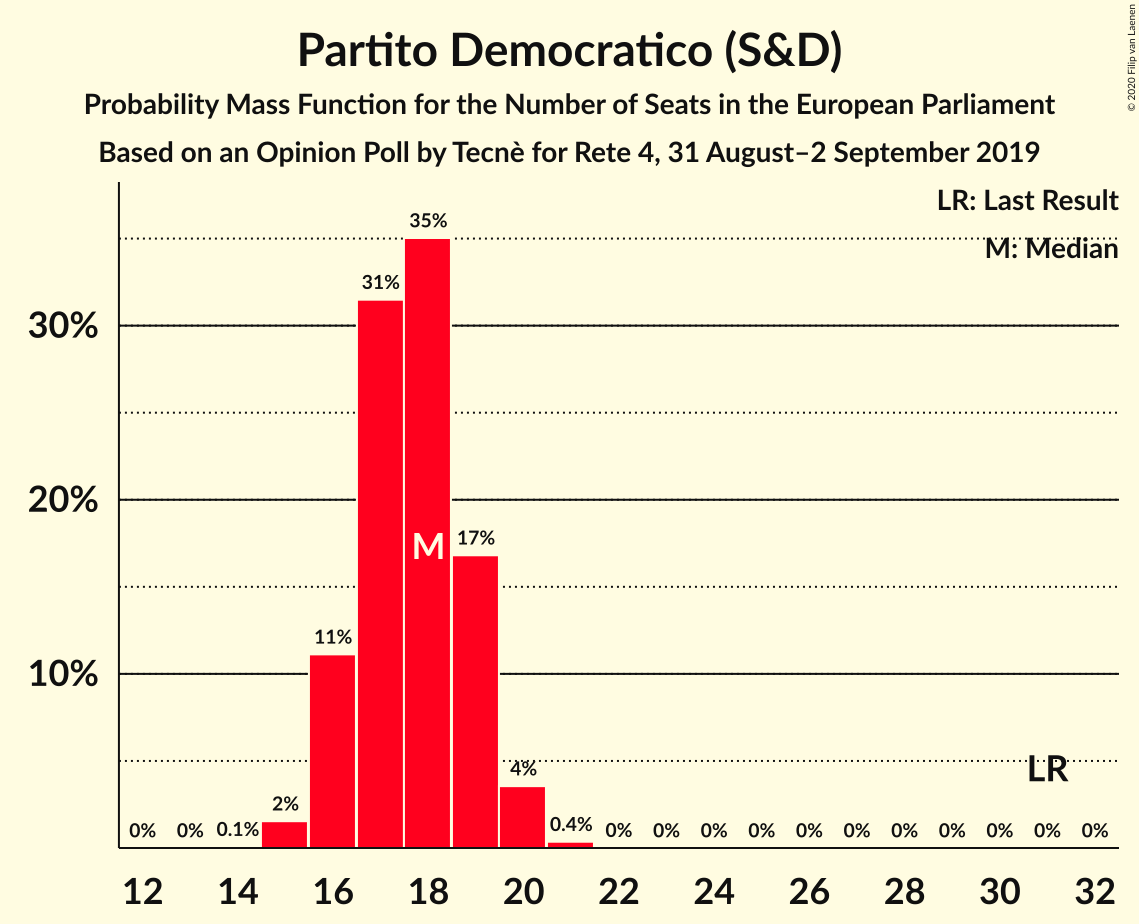 Partito Democratico (S&D)
Probability Mass Function for the Number of Seats in the European Parliament
Based on an Opinion Poll by Tecnè for Rete 4, 31 August–2 September 2019
© 2020 Filip van Laenen
LR: Last Result
M: Median
35%
31%
30%
20%
M
17%
11%
10%
LR
4%
2%
0% 0% 0.1% 0.4% 0% 0% 0% 0% 0% 0% 0% 0% 0% 0% 0%
12 14 16 18 20 22 24 26 28 30 32